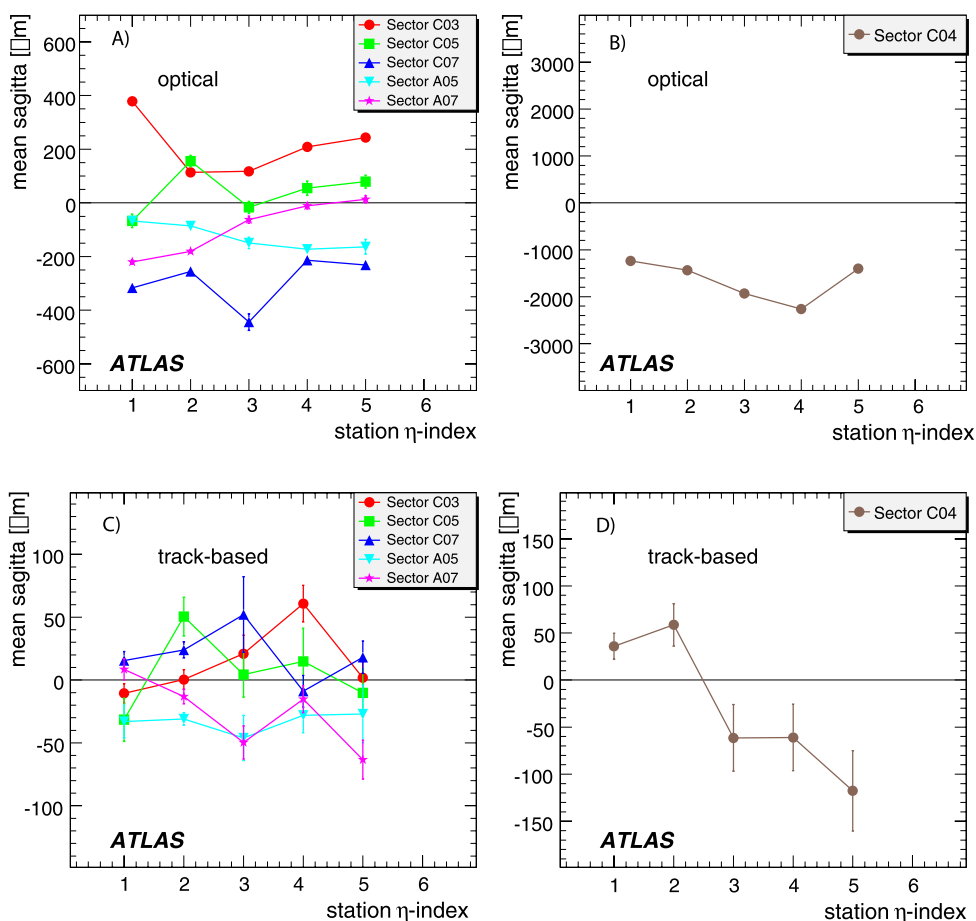 A)
optical
Sector C03
Sector C05
Sector C07
Sector A05
Sector A07
mean sagitta [□m]
600
400
200
0
-200
-400
-600
ATLAS
1 2 3 4 5 6
station η-index
B)
optical
Sector C04
mean sagitta [□m]
3000
2000
1000
0
-1000
-2000
-3000
ATLAS
1 2 3 4 5 6
station η-index
C)
track-based
Sector C03
Sector C05
Sector C07
Sector A05
Sector A07
mean sagitta [□m]
100
50
0
-50
-100
ATLAS
1 2 3 4 5 6
station η-index
D)
track-based
Sector C04
mean sagitta [□m]
150
100
50
0
-50
-100
-150
ATLAS
1 2 3 4 5 6
station η-index